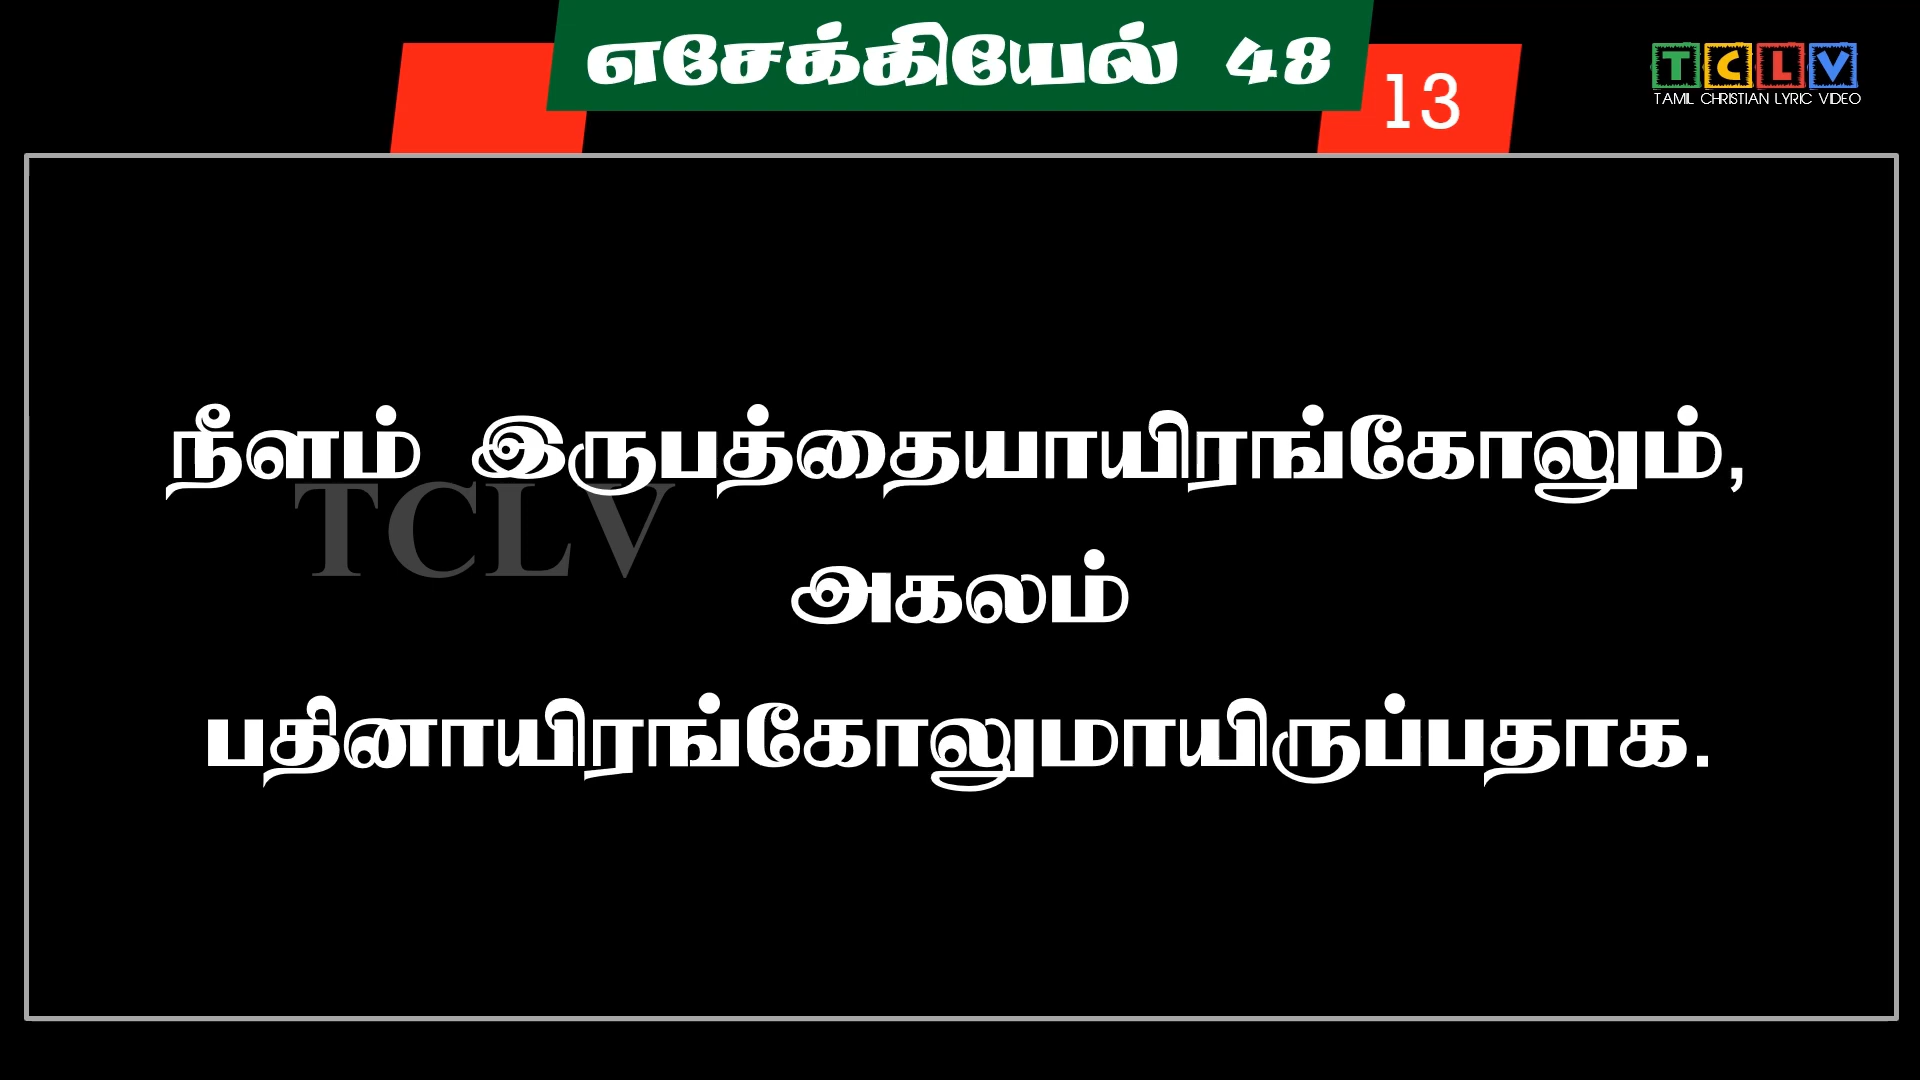 எசேக்கியேல் 48
13
TCLV
TAMIL CHRISTIAN LYRIC VIDEO
நீளம் இருபத்தையாயிரங்கோலும்,
TCLV
அகலம்
பதினாயிரங்கோலுமாயிருப்பதாக.